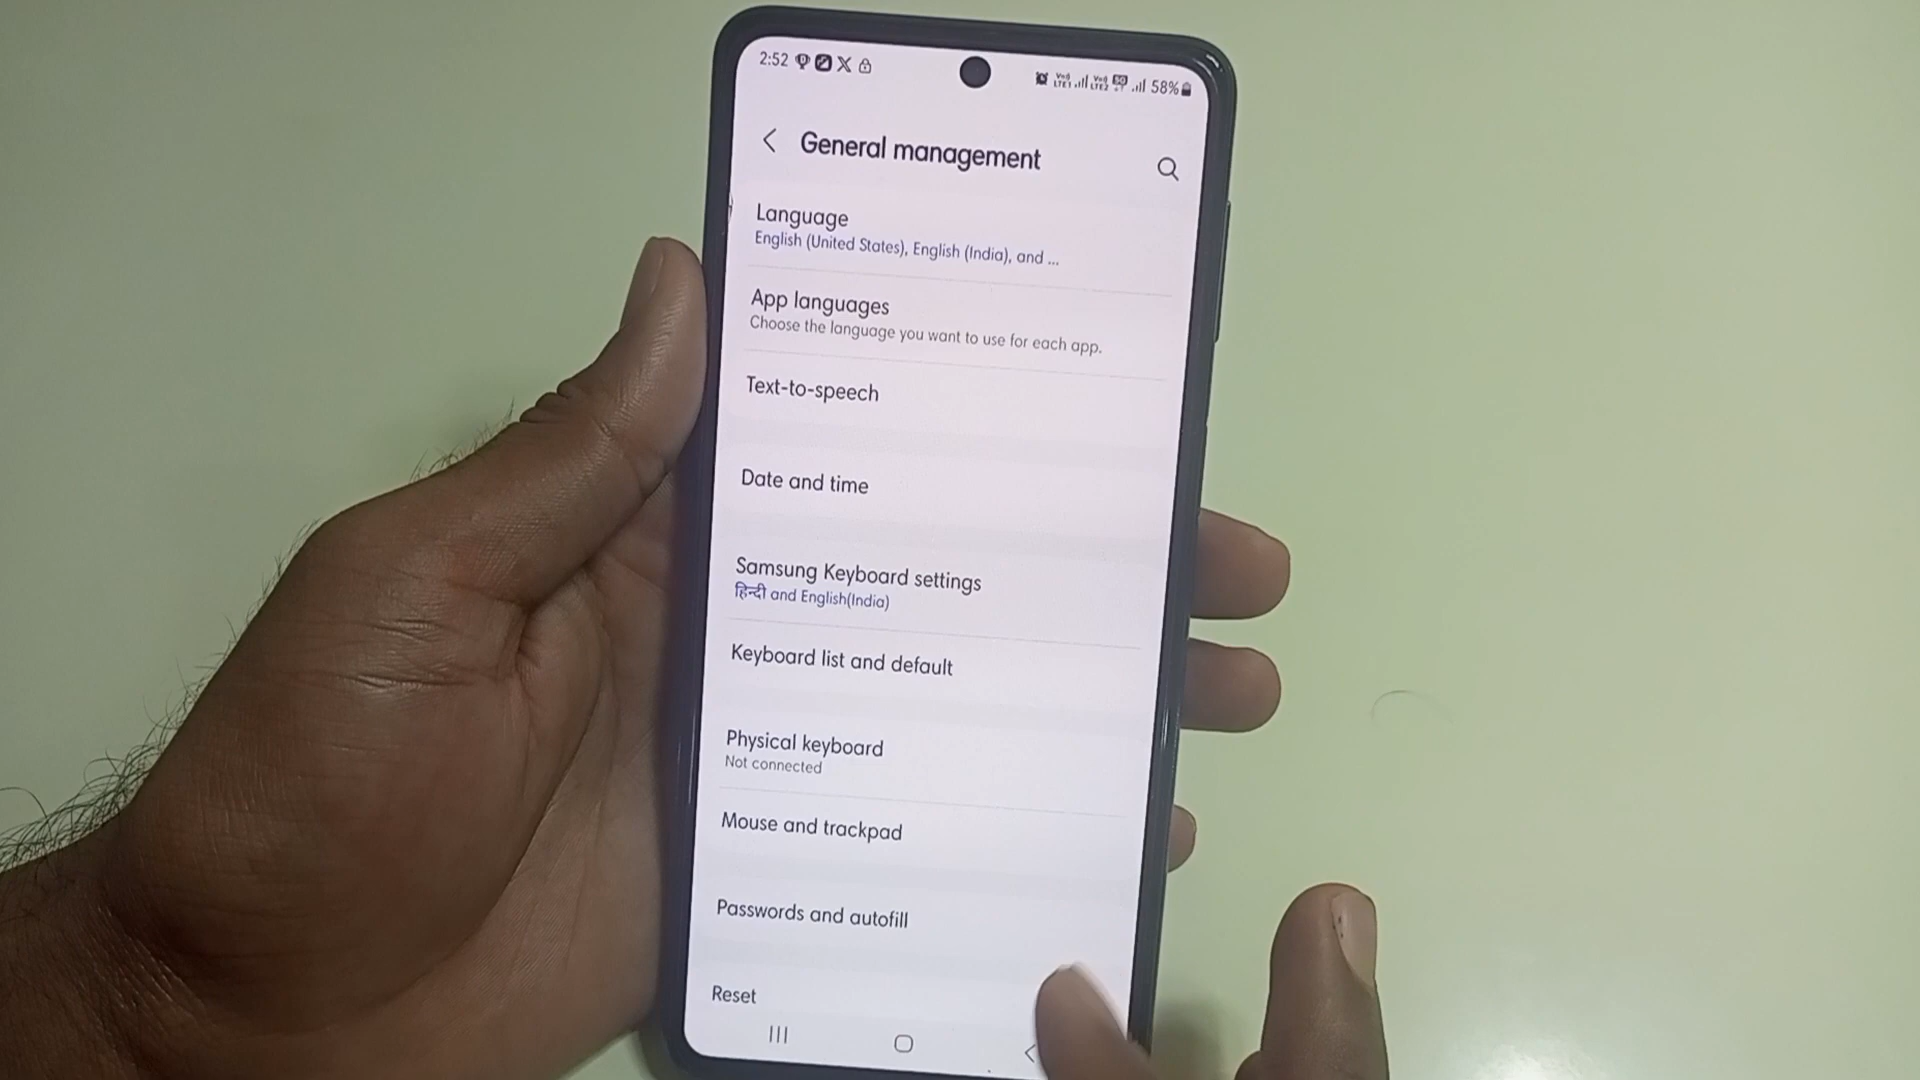 2:52 58%
General management
Language
English (United States), English (India), and ...
App languages
Choose the language you want to use for each app.
Text-to-speech
Date and time
Samsung Keyboard settings
हिन्दी and English(India)
Keyboard list and default
Physical keyboard
Not connected
Mouse and trackpad
Passwords and autofill
Reset